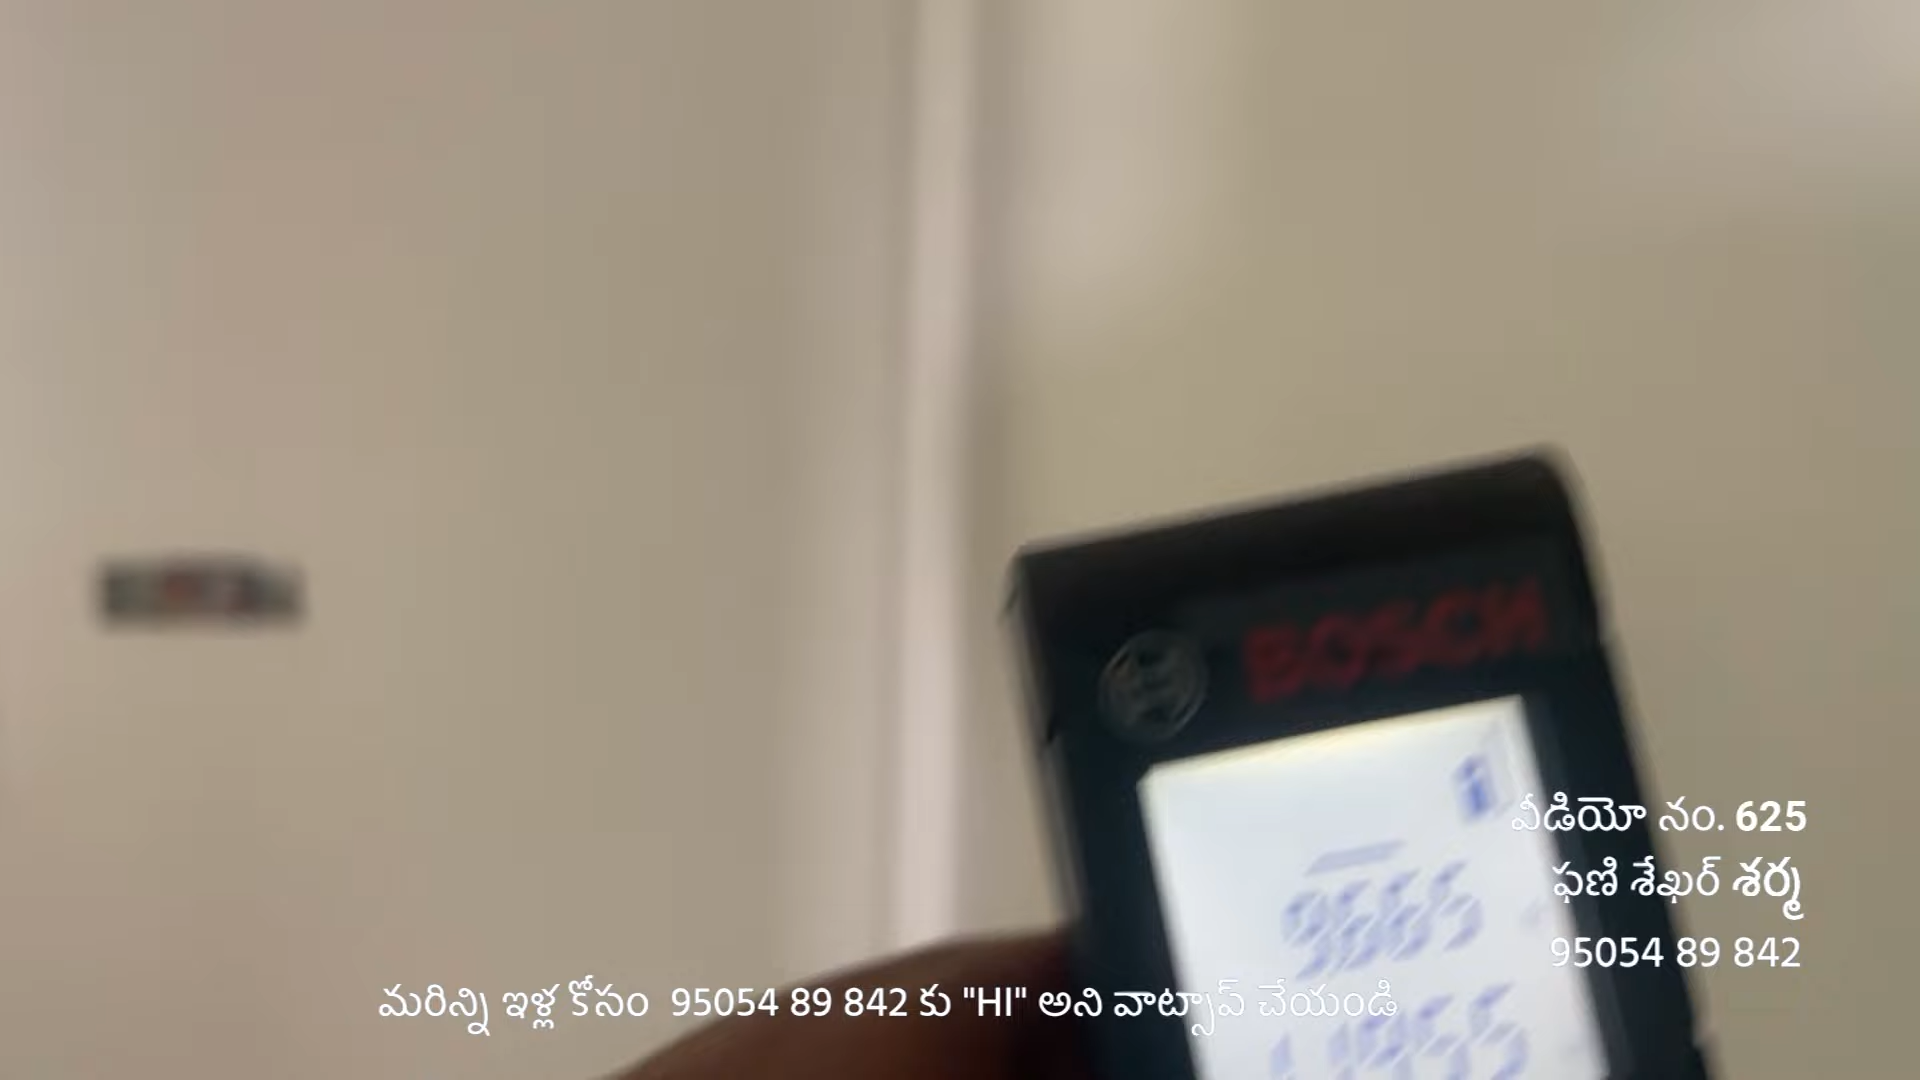 BOSCH
వీడియో నం. 625
ఫణి శేఖర్ శర్మ
95054 89 842
మరిన్ని ఇళ్ల కోసం 95054 89 842 కు "HI" అని వాట్సాప్ చేయండి